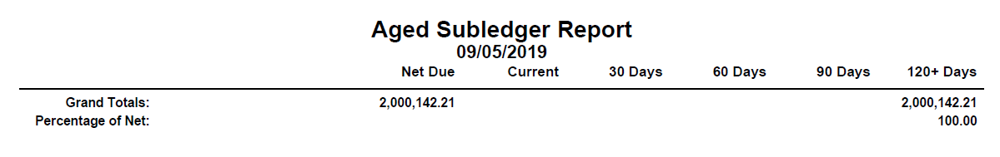 Aged Subledger Report
09/05/2019
Net Due Current 30 Days 60 Days 90 Days 120+ Days
Grand Totals: 2,000,142.21 2,000,142.21
Percentage of Net: 100.00